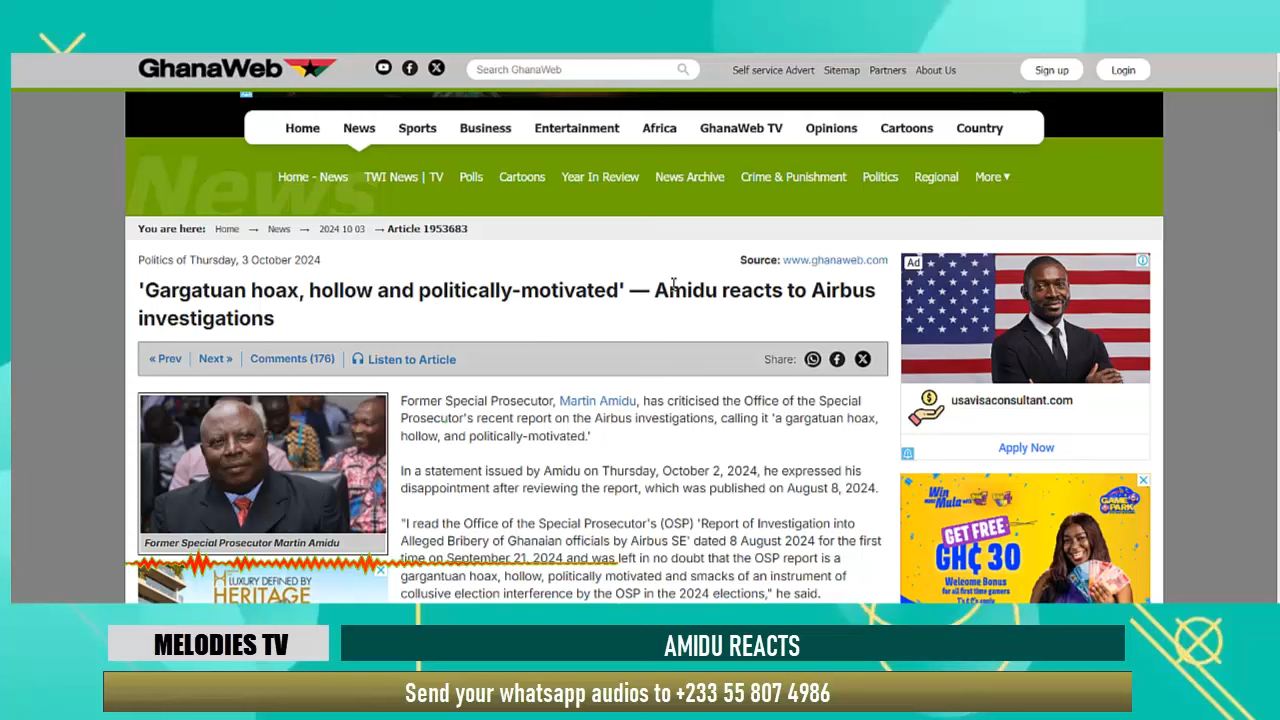 GhanaWeb
Search GhanaWeb
Self service Advert Sitemap Partners About Us
Sign up Login
Home News Sports Business Entertainment Africa GhanaWeb TV Opinions Cartoons Country
News
Home - News TWI News | TV Polls Cartoons Year In Review News Archive Crime & Punishment Politics Regional More ▾
You are here: Home → News → 2024 10 03 → Article 1953683
Politics of Thursday, 3 October 2024
Source: www.ghanaweb.com
'Gargatuan hoax, hollow and politically-motivated' — Amidu reacts to Airbus
investigations
« Prev Next » Comments (176) Listen to Article
Share:
Former Special Prosecutor Martin Amidu
Former Special Prosecutor, Martin Amidu, has criticised the Office of the Special
Prosecutor's recent report on the Airbus investigations, calling it 'a gargatuan hoax,
hollow, and politically-motivated.'
In a statement issued by Amidu on Thursday, October 2, 2024, he expressed his
disappointment after reviewing the report, which was published on August 8, 2024.
"I read the Office of the Special Prosecutor's (OSP) 'Report of Investigation into
Alleged Bribery of Ghanaian officials by Airbus SE' dated 8 August 2024 for the first
time on September 21, 2024 and was left in no doubt that the OSP report is a
gargantuan hoax, hollow, politically motivated and smacks of an instrument of
collusive election interference by the OSP in the 2024 elections," he said.
LUXURY DEFINED BY
HERITAGE
Ad
usavisaconsultant.com
Apply Now
Win
Mula
GAME
PARK
GET FREE
GH₵ 30
Welcome Bonus
for all first time gamers
T's & C's apply
MELODIES TV
AMIDU REACTS
Send your whatsapp audios to +233 55 807 4986